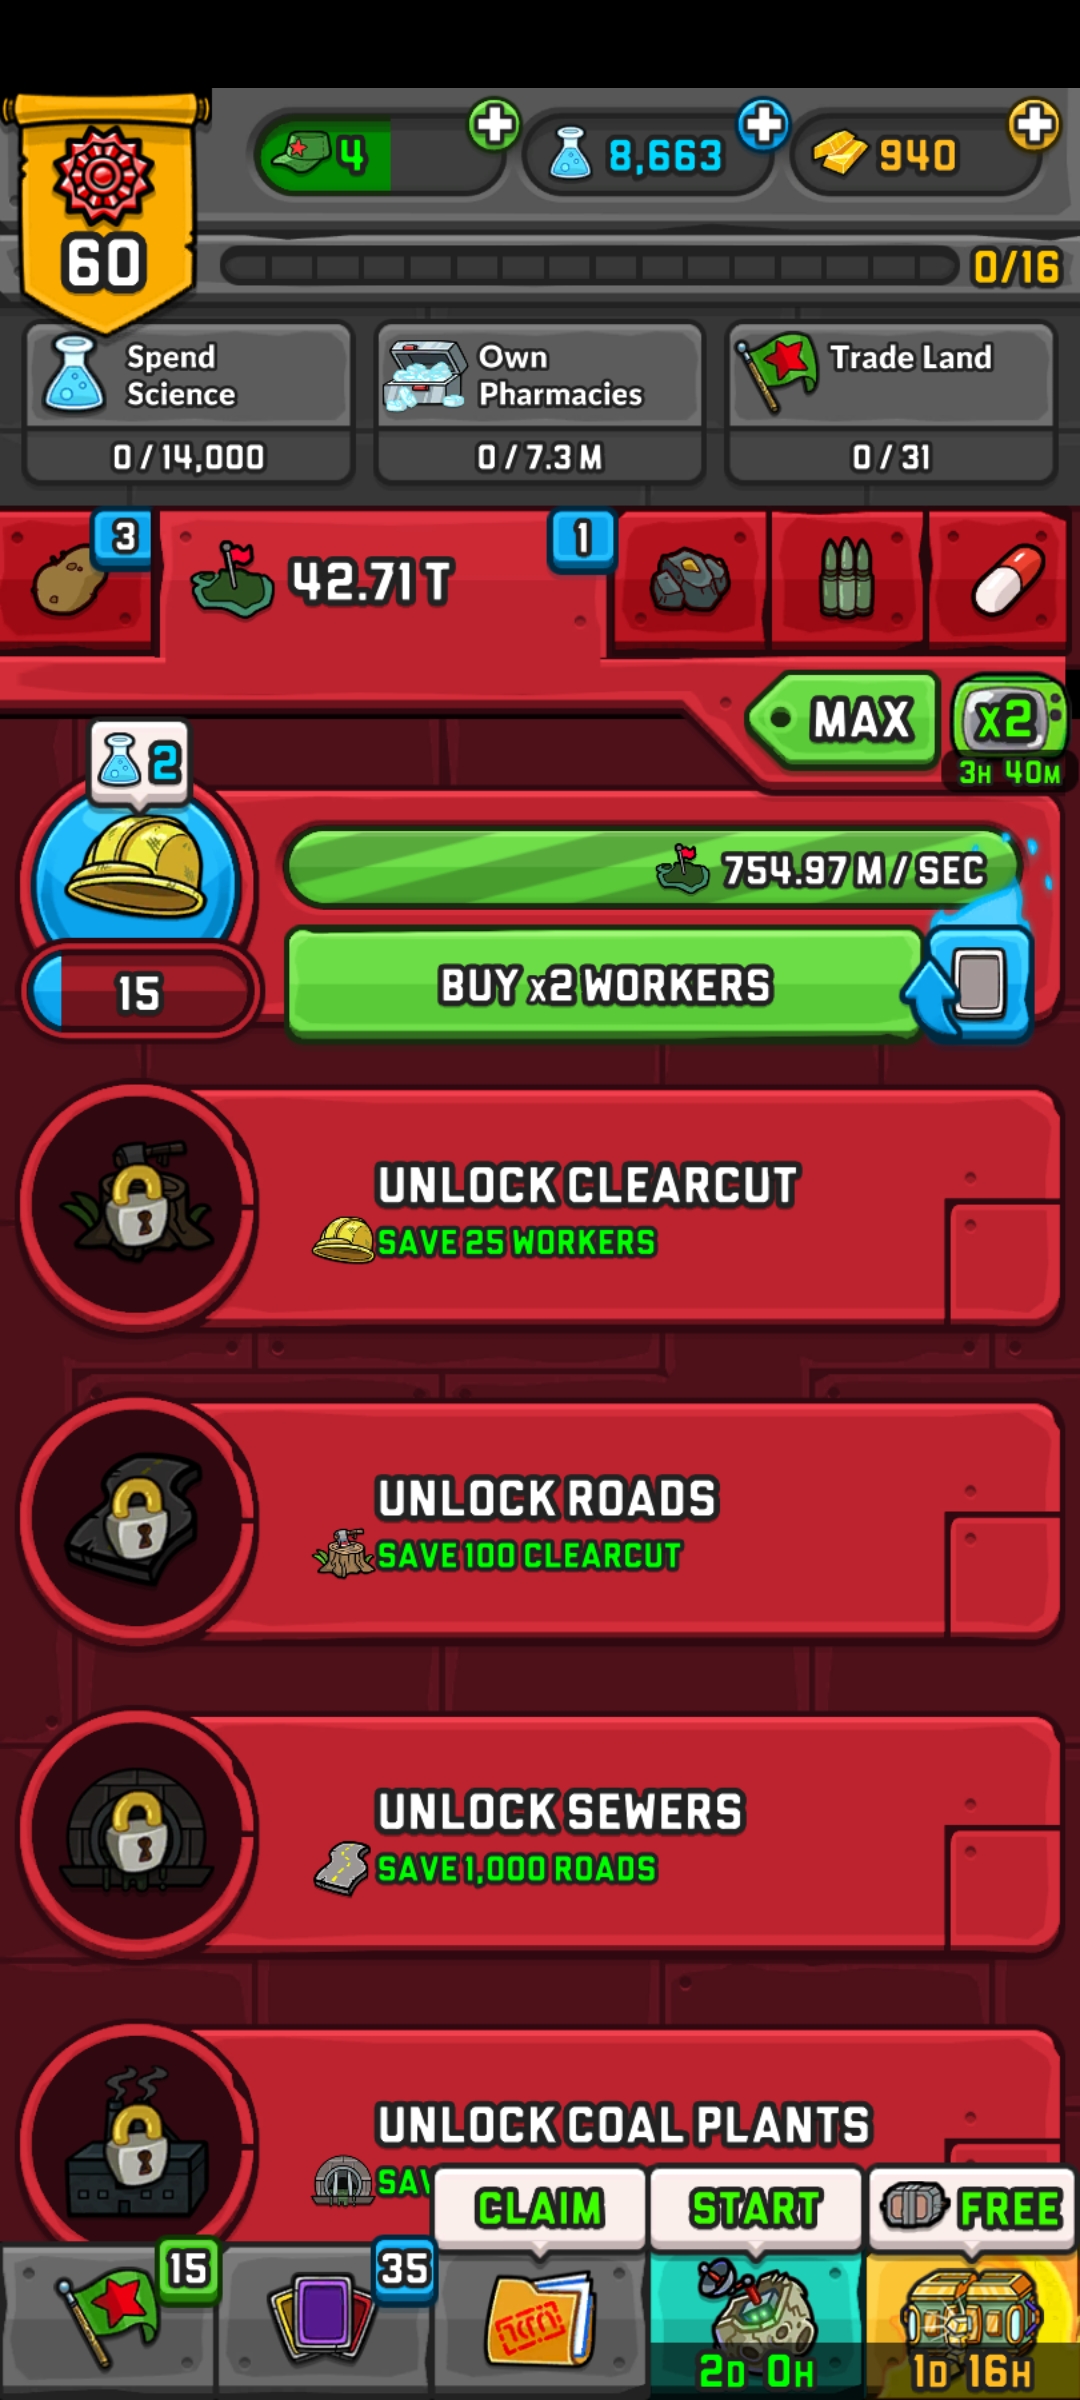 4
8,663
940
60
0/16
Spend
Science
0/14,000
Own
Pharmacies
0/7.3 M
Trade Land
0/31
3
42.71 T
1
MAX
x2
3H 40M
2
754.97 M / SEC
15
BUY x2 WORKERS
UNLOCK CLEARCUT
SAVE 25 WORKERS
UNLOCK ROADS
SAVE 100 CLEARCUT
UNLOCK SEWERS
SAVE 1,000 ROADS
UNLOCK COAL PLANTS
CLAIM
START
FREE
15
35
2D 0H
1D 16H